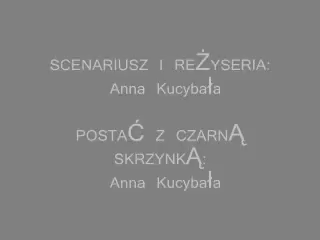 SCENARIUSZ I REŻYSERIA:
Anna Kucybała
POSTAĆ Z CZARNĄ
SKRZYNKĄ:
Anna Kucybała